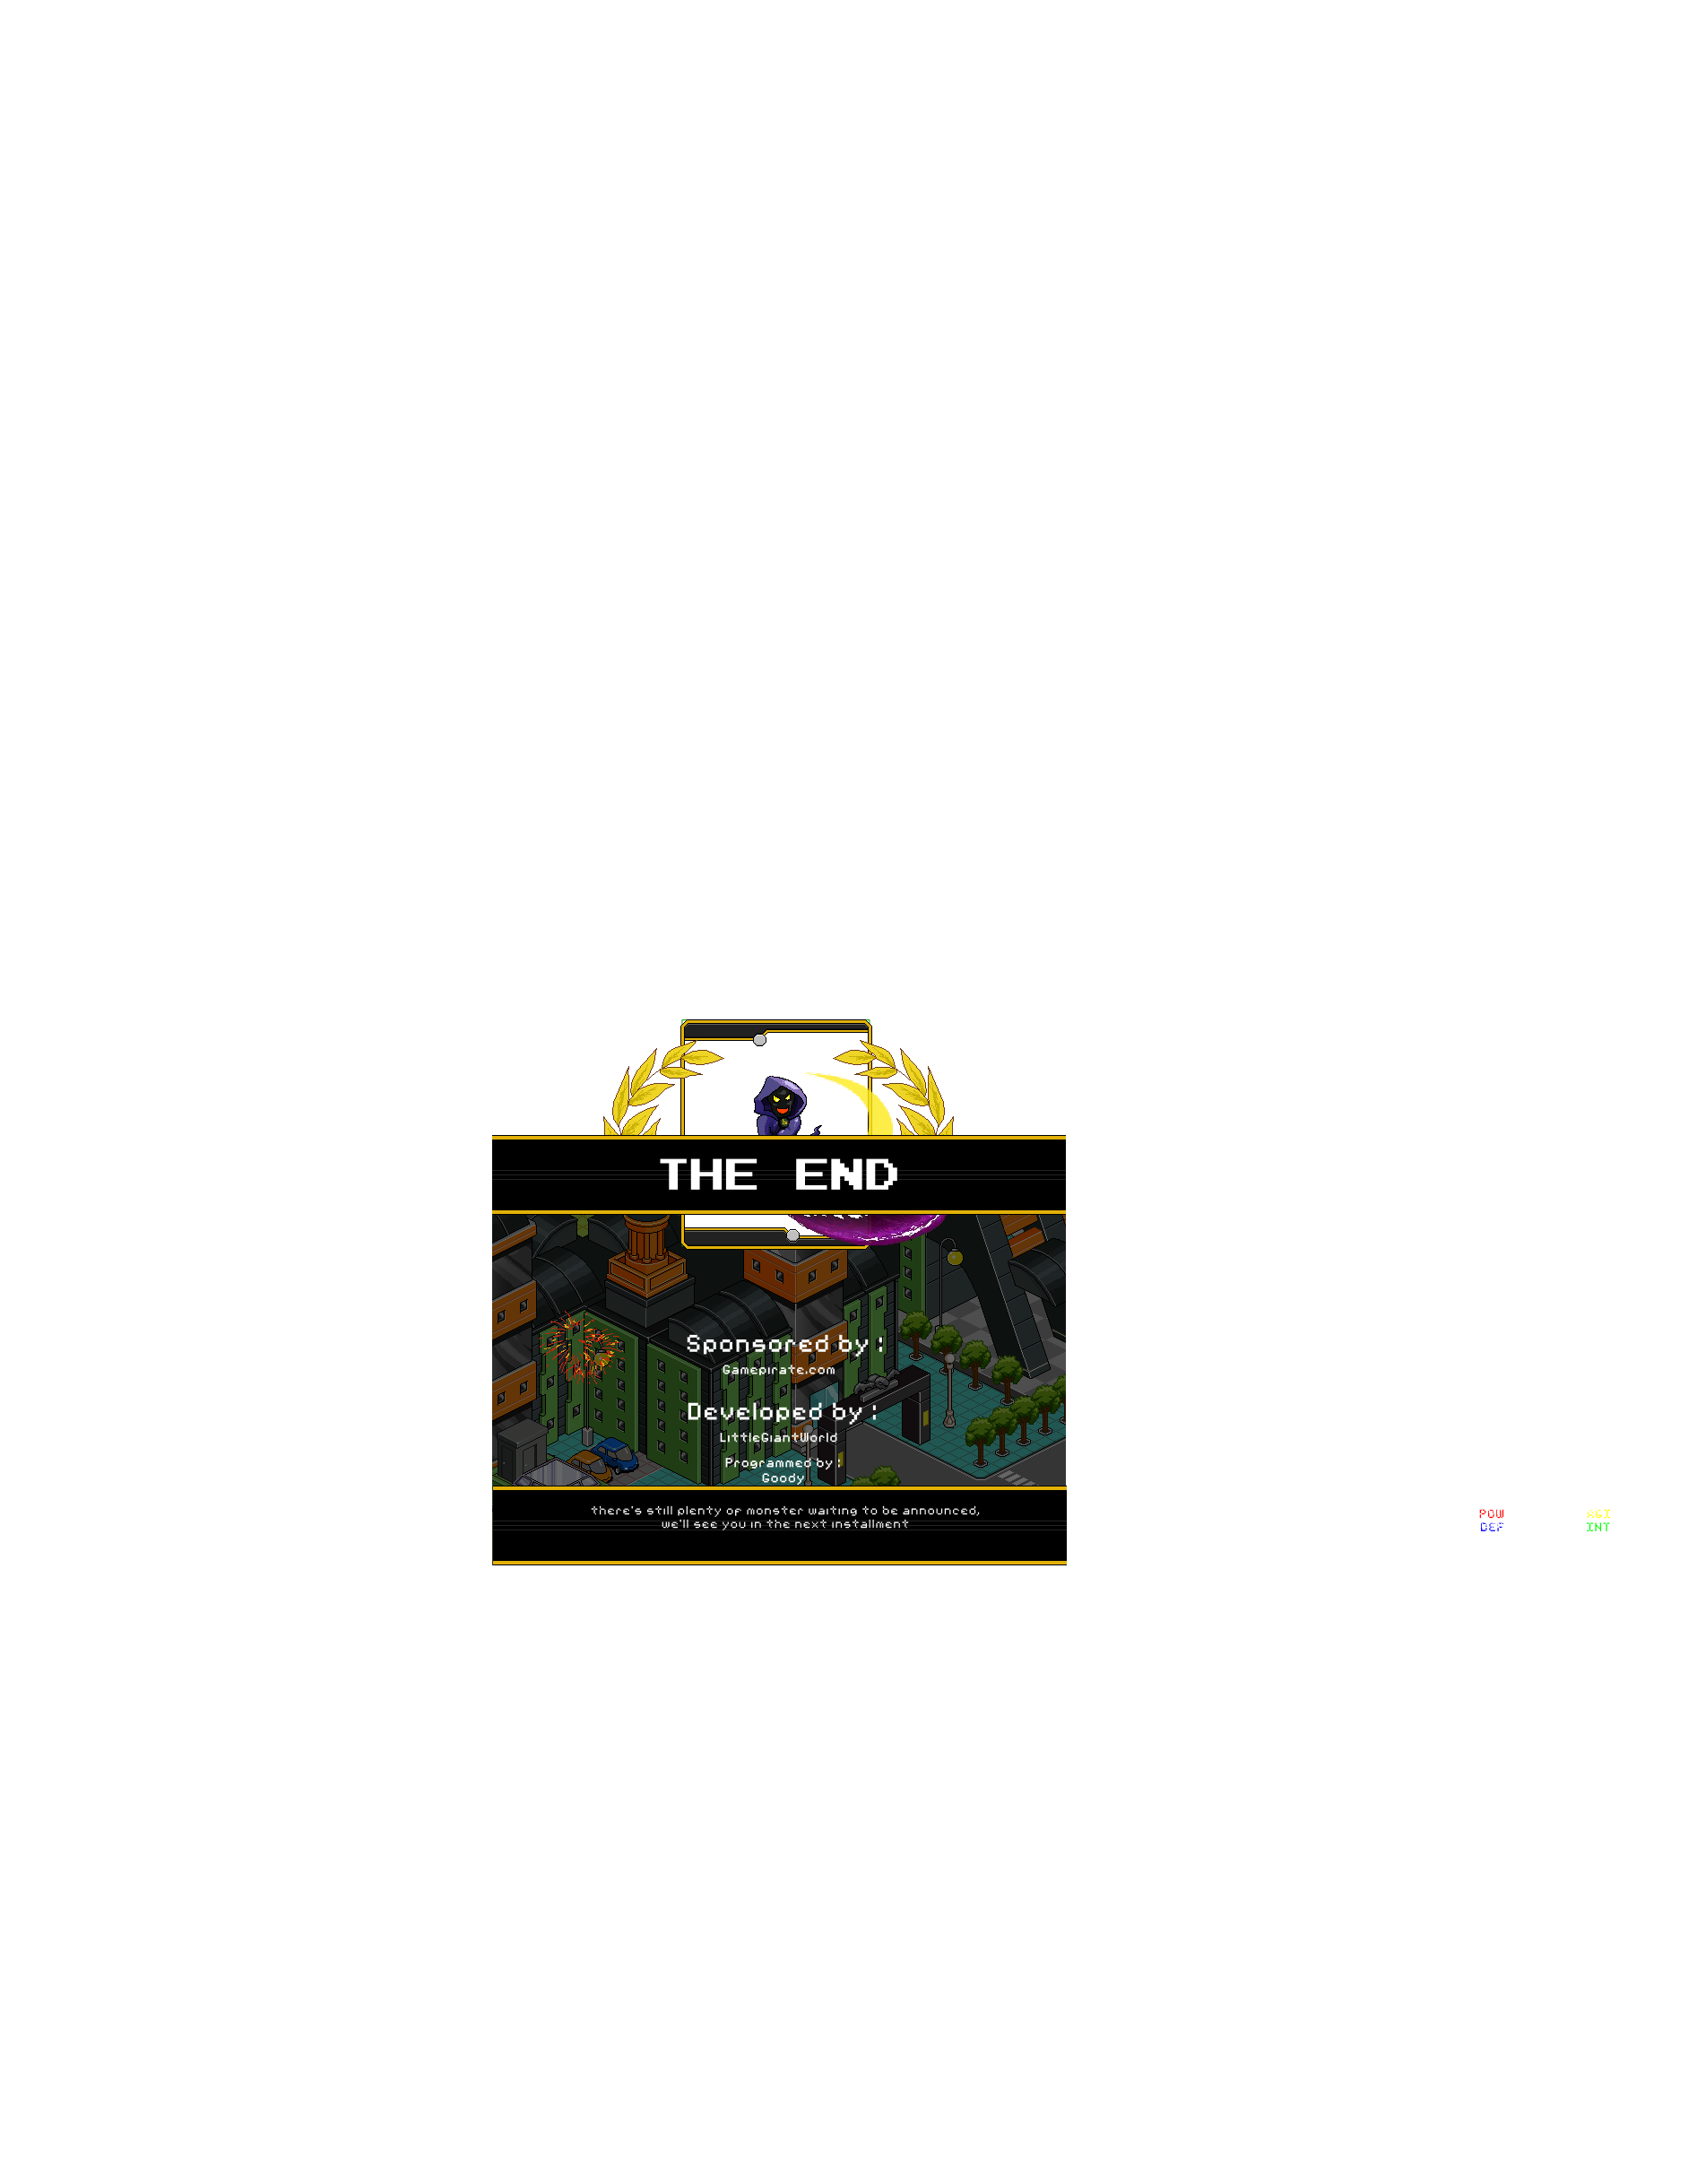 THE END
Sponsored by :
Gamepirate.com
Developed by :
LittleGiantWorld
Programmed by :
Goody
there's still plenty of monster waiting to be announced,
we'll see you in the next installment
POW AGI
DEF INT